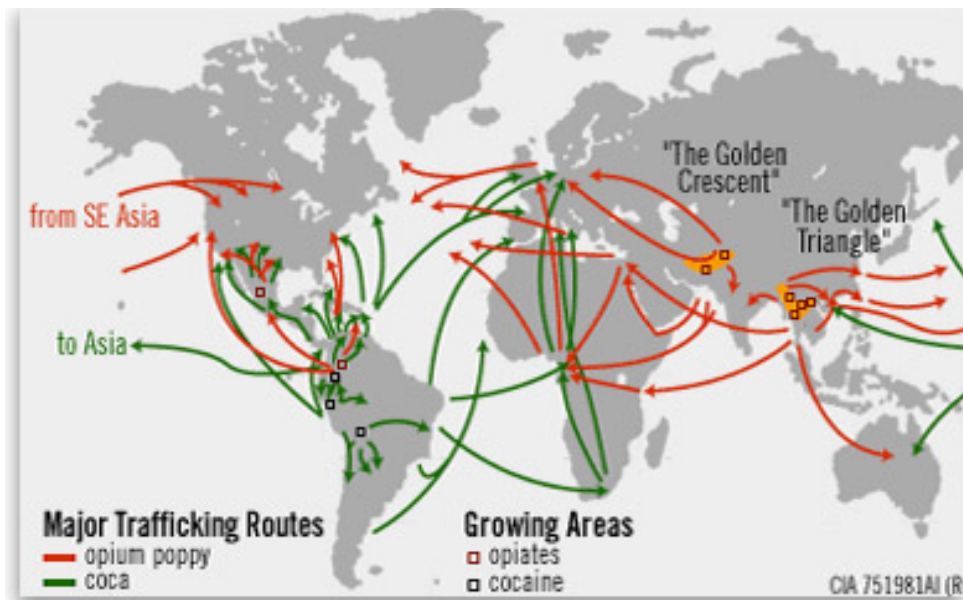 "The Golden
Crescent"
"The Golden
Triangle"
from SE Asia
to Asia
Major Trafficking Routes
opium poppy
coca
Growing Areas
opiates
cocaine
CIA 751981AI (R